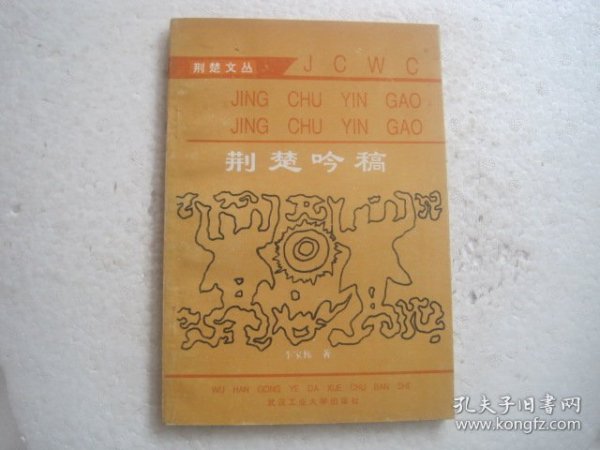 荆楚文丛
J C W C
JING CHU YIN GAO
JING CHU YIN GAO
荆楚吟稿
著
WU HAN GONG YE DA XUE CHU BAN SHE
武汉工业大学出版社
孔夫子旧书网
www.kongfz.com